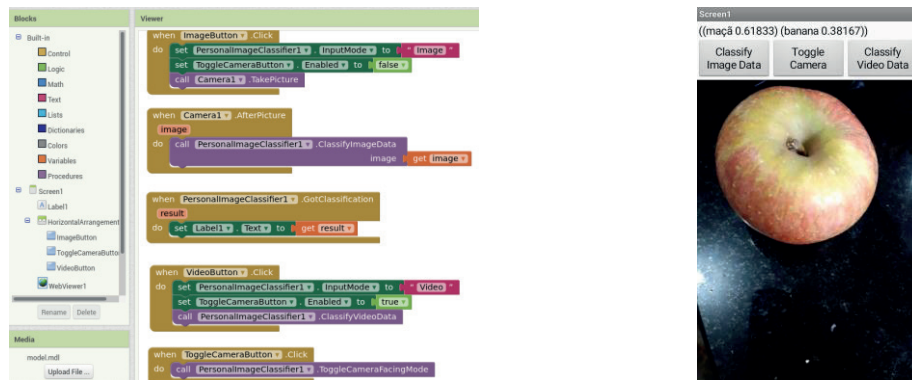 Blocks
Built-in
Control
Logic
Math
Text
Lists
Dictionaries
Colors
Variables
Procedures
Screen1
Label1
HorizontalArrangement
ImageButton
ToggleCameraButto
VideoButton
WebViewer1
Rename Delete
Media
model.mdl
Upload File ...
Viewer
when ImageButton .Click
do set PersonalImageClassifier1 . InputMode to " Image "
set ToggleCameraButton . Enabled to false
call Camera1 .TakePicture
when Camera1 .AfterPicture
image
do call PersonalImageClassifier1 .ClassifyImageData
image get image
when PersonalImageClassifier1 .GotClassification
result
do set Label1 . Text to get result
when VideoButton .Click
do set PersonalImageClassifier1 . InputMode to " Video "
set ToggleCameraButton . Enabled to true
call PersonalImageClassifier1 .ClassifyVideoData
when ToggleCameraButton .Click
do call PersonalImageClassifier1 .ToggleCameraFacingMode
Screen1
((maçã 0.61833) (banana 0.38167))
Classify
Image Data
Toggle
Camera
Classify
Video Data